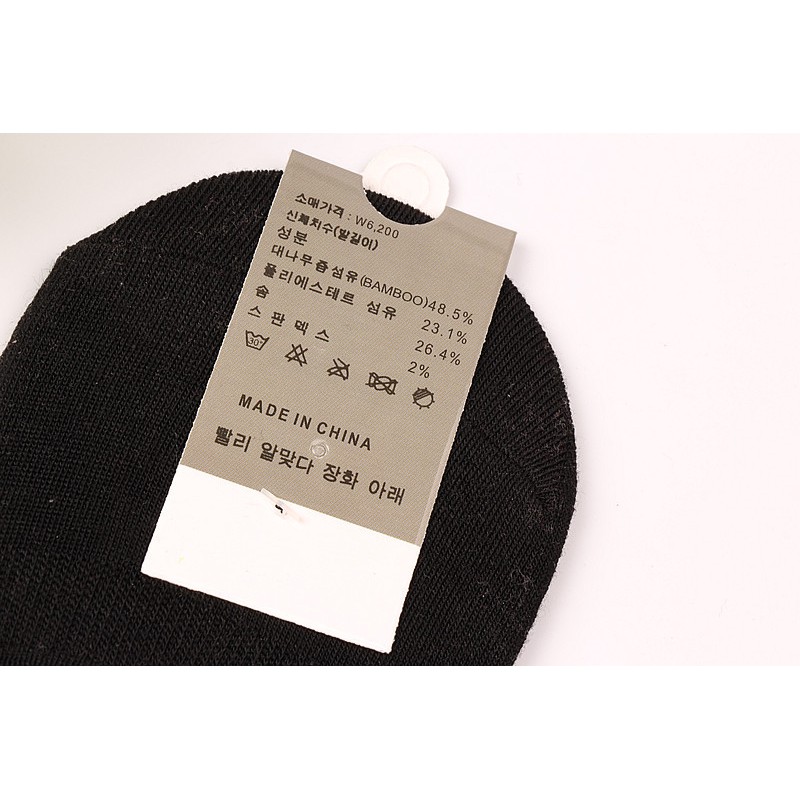 소매가격 : W6,200
신체치수(발길이)
성분
대나무즙섬유(BAMBOO)48.5%
폴리에스테르 섬유 23.1%
솜 26.4%
스판덱스 2%
30°
MADE IN CHINA
빨리 알맞다 장화 아래